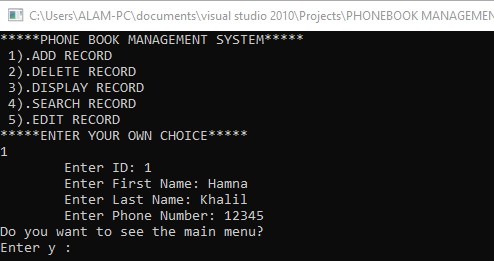 C:\Users\ALAM-PC\documents\visual studio 2010\Projects\PHONEBOOK MANAGEMEN
*****PHONE BOOK MANAGEMENT SYSTEM*****
1).ADD RECORD
2).DELETE RECORD
3).DISPLAY RECORD
4).SEARCH RECORD
5).EDIT RECORD
*****ENTER YOUR OWN CHOICE*****
1
Enter ID: 1
Enter First Name: Hamna
Enter Last Name: Khalil
Enter Phone Number: 12345
Do you want to see the main menu?
Enter y :